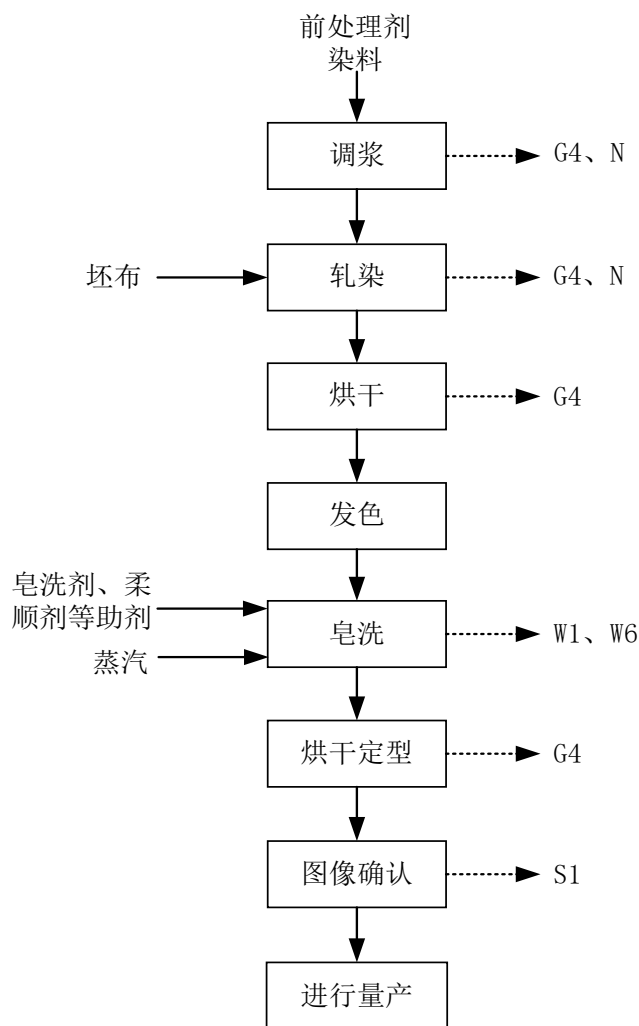 前处理剂
染料
调浆
G4、N
坯布
轧染
G4、N
烘干
G4
发色
皂洗剂、柔
顺剂等助剂
蒸汽
皂洗
W1、W6
烘干定型
G4
图像确认
S1
进行量产